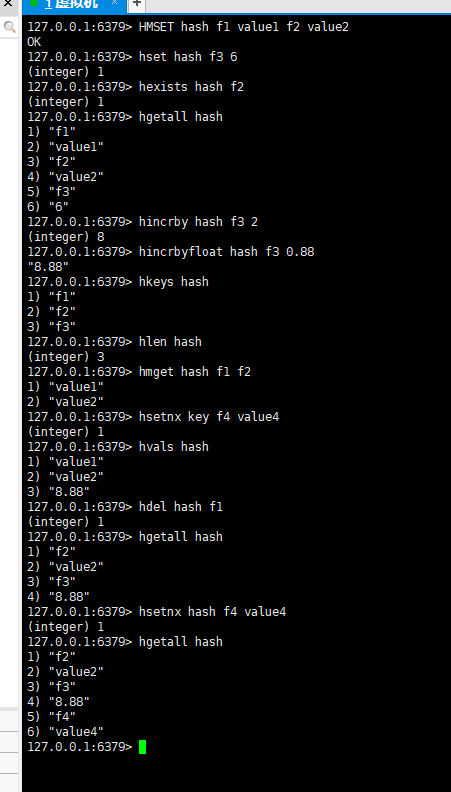 1 虚拟机
127.0.0.1:6379> HMSET hash f1 value1 f2 value2
OK
127.0.0.1:6379> hset hash f3 6
(integer) 1
127.0.0.1:6379> hexists hash f2
(integer) 1
127.0.0.1:6379> hgetall hash
1) "f1"
2) "value1"
3) "f2"
4) "value2"
5) "f3"
6) "6"
127.0.0.1:6379> hincrby hash f3 2
(integer) 8
127.0.0.1:6379> hincrbyfloat hash f3 0.88
"8.88"
127.0.0.1:6379> hkeys hash
1) "f1"
2) "f2"
3) "f3"
127.0.0.1:6379> hlen hash
(integer) 3
127.0.0.1:6379> hmget hash f1 f2
1) "value1"
2) "value2"
127.0.0.1:6379> hsetnx key f4 value4
(integer) 1
127.0.0.1:6379> hvals hash
1) "value1"
2) "value2"
3) "8.88"
127.0.0.1:6379> hdel hash f1
(integer) 1
127.0.0.1:6379> hgetall hash
1) "f2"
2) "value2"
3) "f3"
4) "8.88"
127.0.0.1:6379> hsetnx hash f4 value4
(integer) 1
127.0.0.1:6379> hgetall hash
1) "f2"
2) "value2"
3) "f3"
4) "8.88"
5) "f4"
6) "value4"
127.0.0.1:6379>